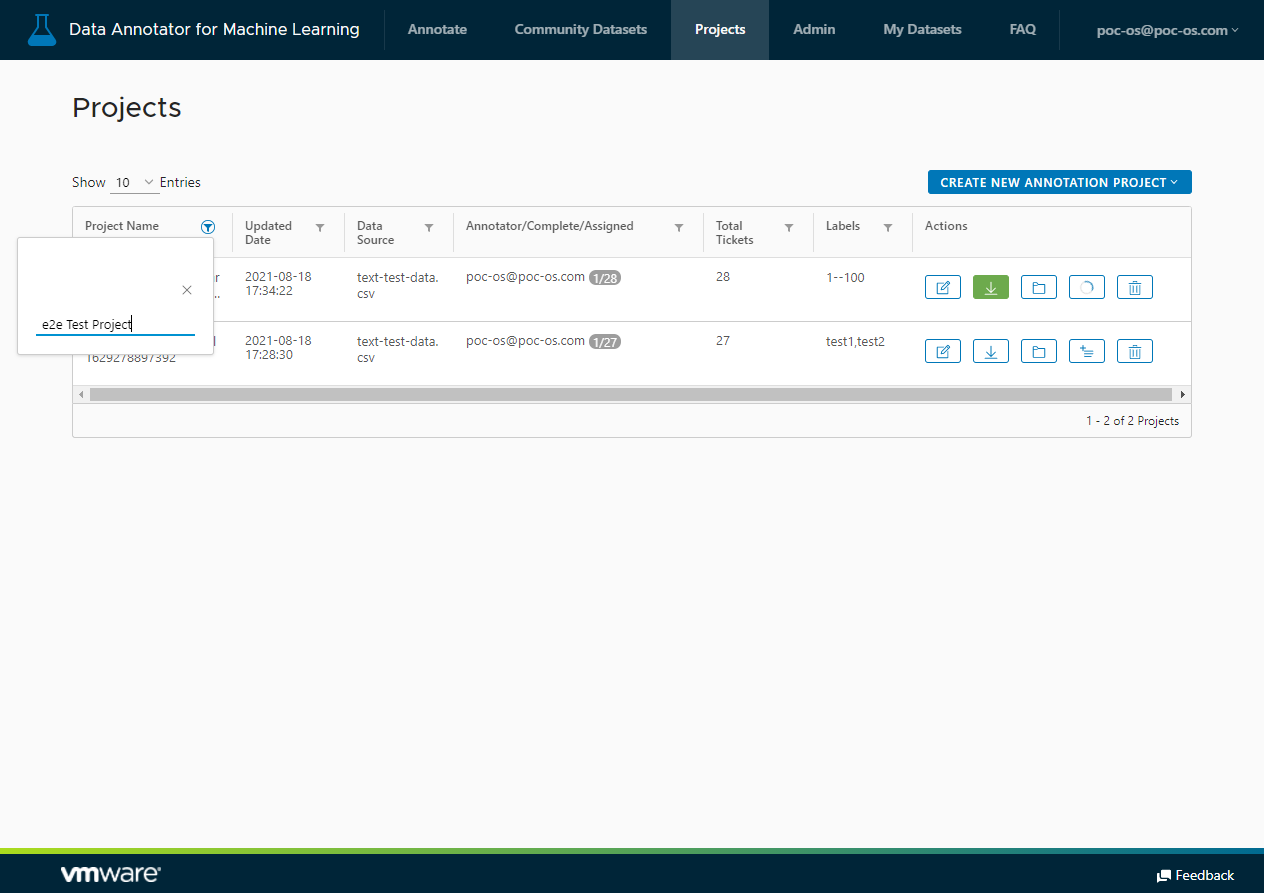 Data Annotator for Machine Learning
Annotate
Community Datasets
Projects
Admin
My Datasets
FAQ
poc-os@poc-os.com
Projects
Show 10 Entries
CREATE NEW ANNOTATION PROJECT
Project Name
Updated Date
Data Source
Annotator/Complete/Assigned
Total Tickets
Labels
Actions
e2e Test Project
2021-08-18
17:34:22
text-test-data.
csv
poc-os@poc-os.com 1/28
28
1--100
1629278897392
2021-08-18
17:28:30
text-test-data.
csv
poc-os@poc-os.com 1/27
27
test1,test2
1 - 2 of 2 Projects
vmware
Feedback